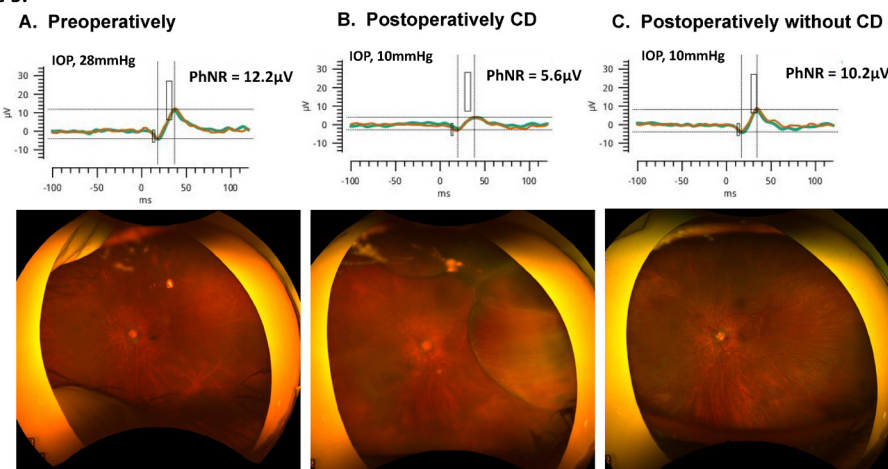 A. Preoperatively
B. Postoperatively CD
C. Postoperatively without CD
IOP, 28mmHg
PhNR = 12.2μV
30
20
10
0
-10
μV
-100
-50
0
50
100
ms
IOP, 10mmHg
PhNR = 5.6μV
30
20
10
0
-10
μV
-100
-50
0
50
100
ms
IOP, 10mmHg
PhNR = 10.2μV
30
20
10
0
-10
μV
-100
-50
0
50
100
ms